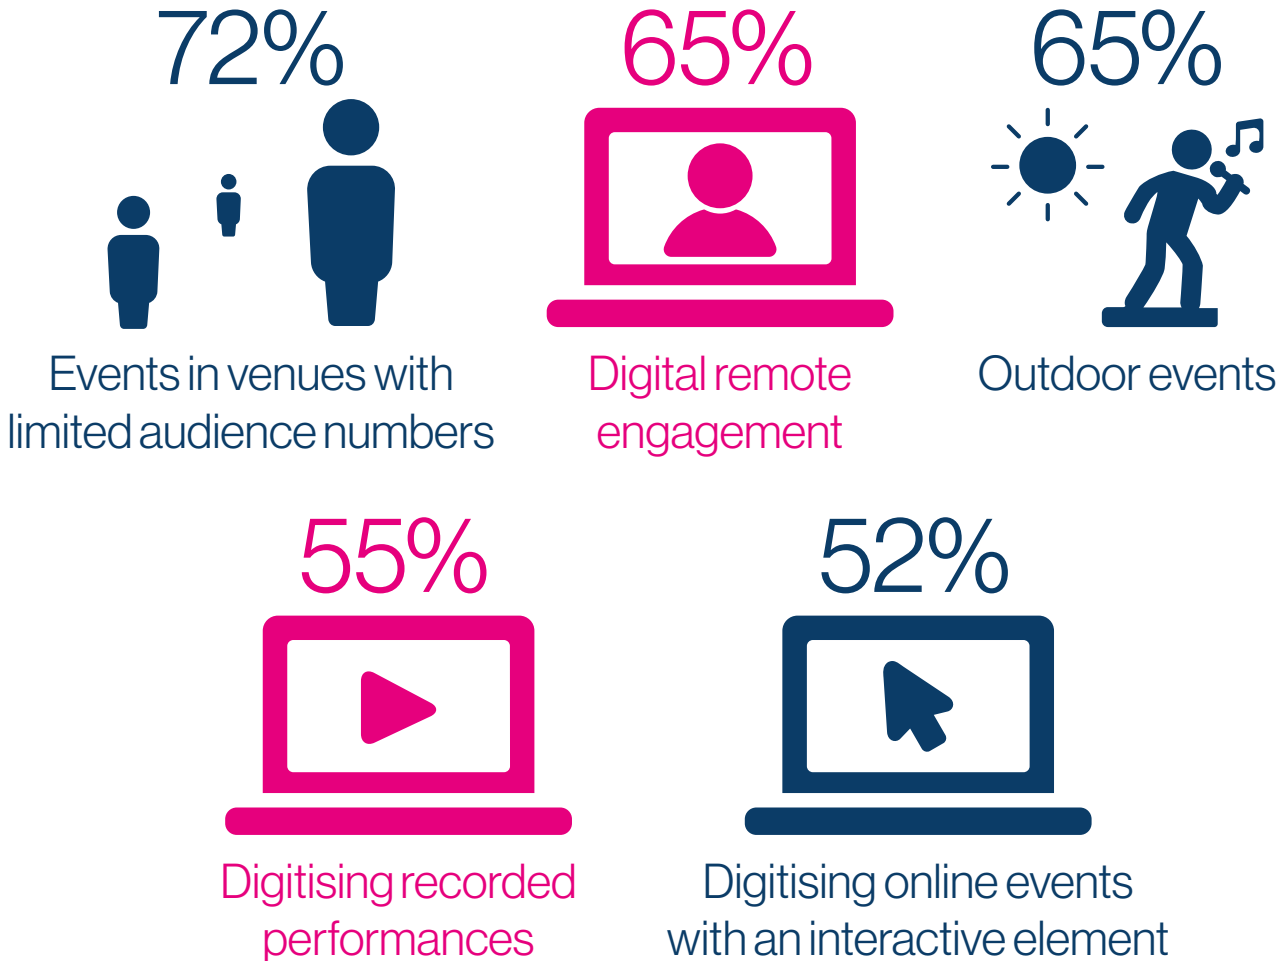 72%
65%
65%
Events in venues with
limited audience numbers
Digital remote
engagement
Outdoor events
55%
52%
Digitising recorded
performances
Digitising online events
with an interactive element